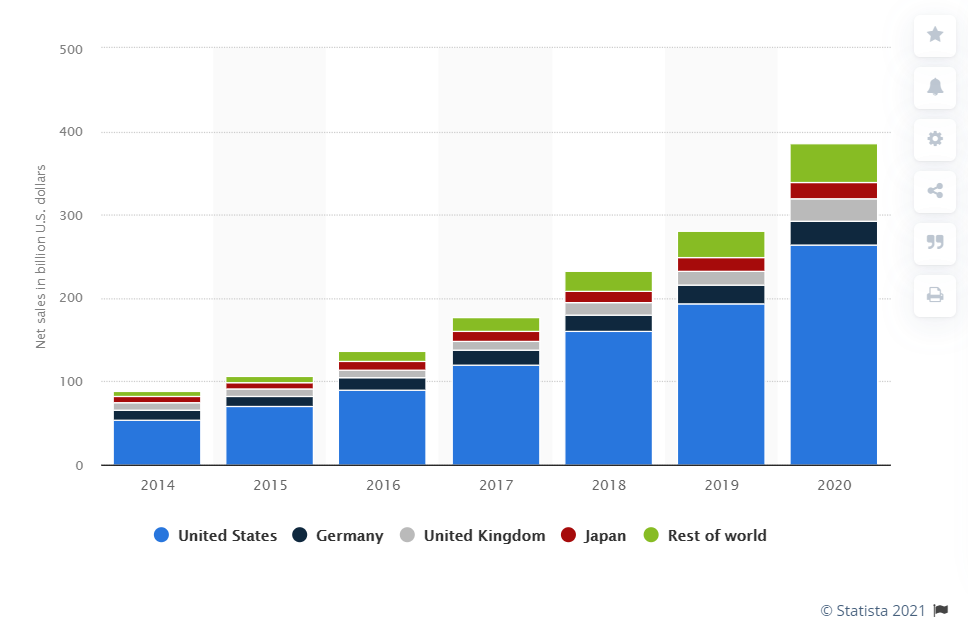 500
400
300
200
100
0
Net sales in billion U.S. dollars
2014 2015 2016 2017 2018 2019 2020
United States Germany United Kingdom Japan Rest of world
© Statista 2021